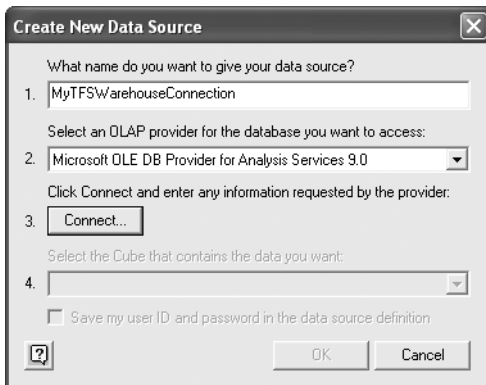 Create New Data Source
What name do you want to give your data source?
1. MyTFSWarehouseConnection
Select an OLAP provider for the database you want to access:
2. Microsoft OLE DB Provider for Analysis Services 9.0
Click Connect and enter any information requested by the provider:
3. Connect...
Select the Cube that contains the data you want:
4.
Save my user ID and password in the data source definition
? OK Cancel